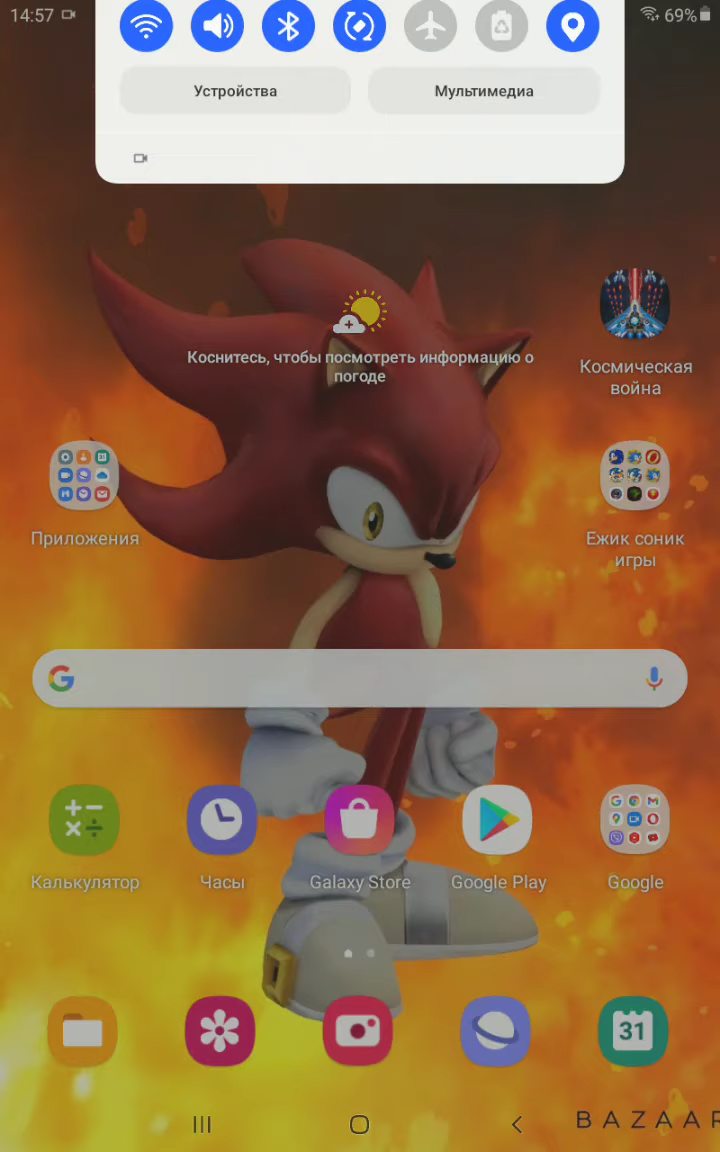 14:57
69%
Устройства
Мультимедиа
Коснитесь, чтобы посмотреть информацию о
погоде
Космическая
война
Приложения
Ежик соник
игры
Калькулятор
Часы
Galaxy Store
Google Play
Google
31
BAZAAR